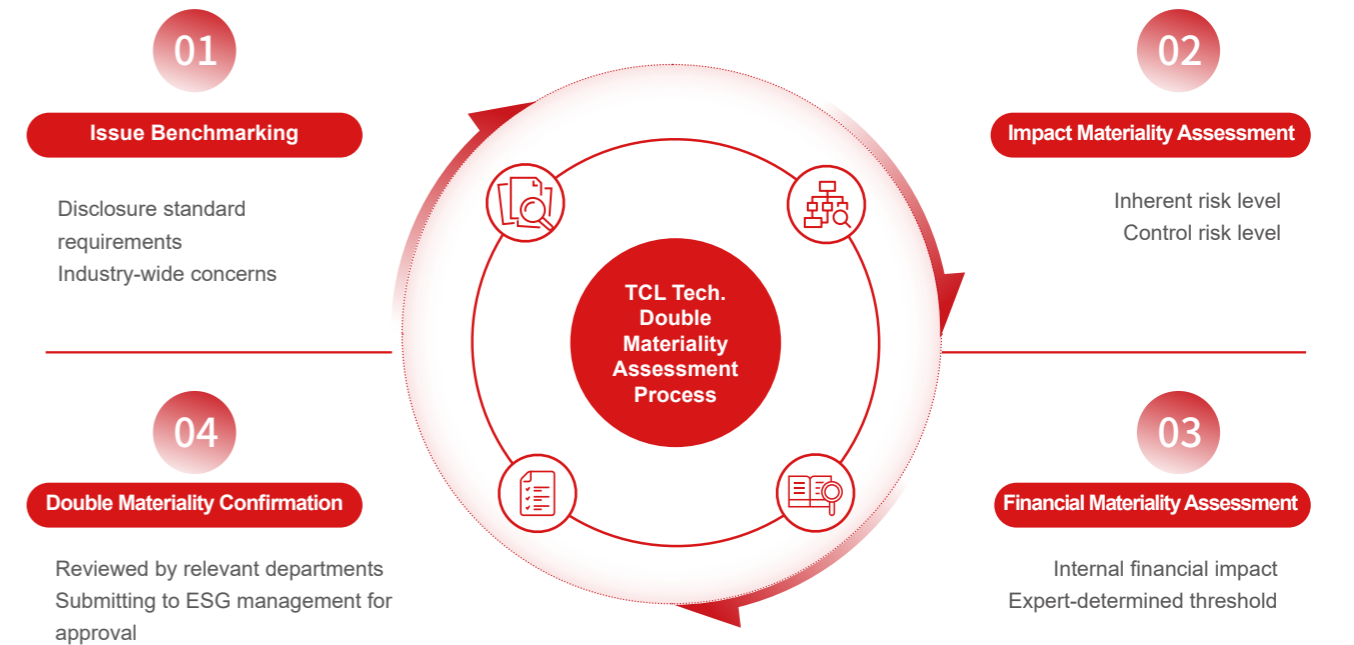 01
Issue Benchmarking
Disclosure standard
requirements
Industry-wide concerns
02
Impact Materiality Assessment
Inherent risk level
Control risk level
TCL Tech.
Double
Materiality
Assessment
Process
03
Financial Materiality Assessment
Internal financial impact
Expert-determined threshold
04
Double Materiality Confirmation
Reviewed by relevant departments
Submitting to ESG management for
approval